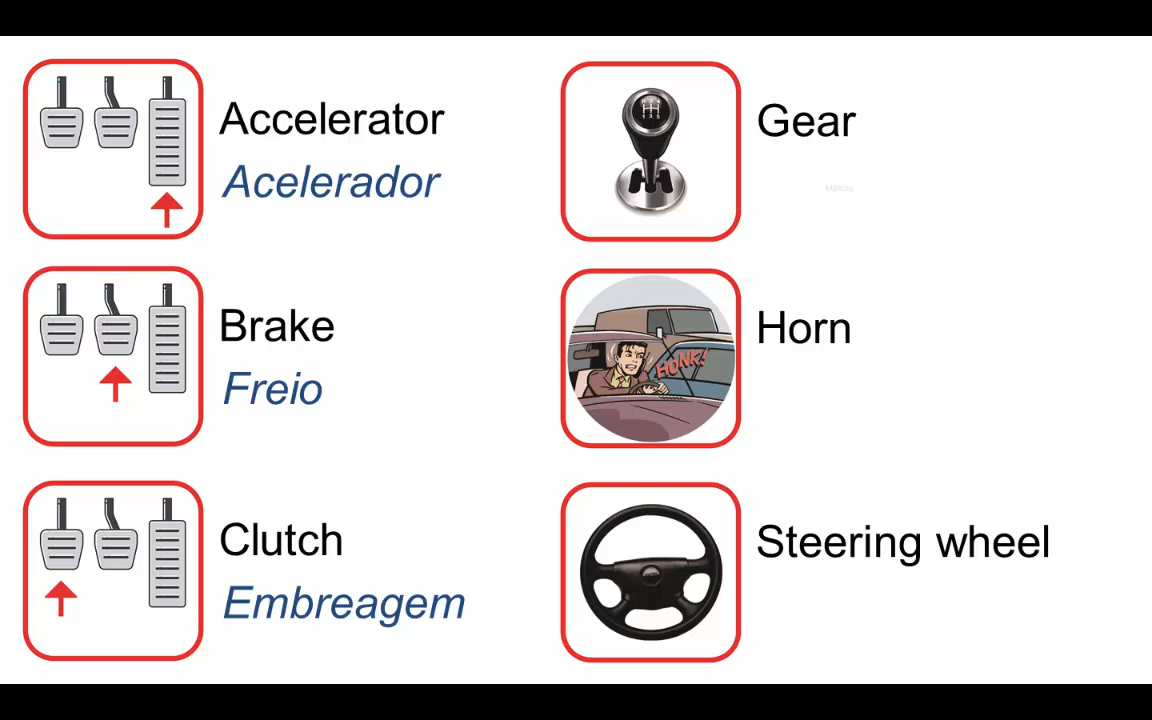 Accelerator
Acelerador
Brake
Freio
Clutch
Embreagem
Gear
Horn
HONK!
Steering wheel